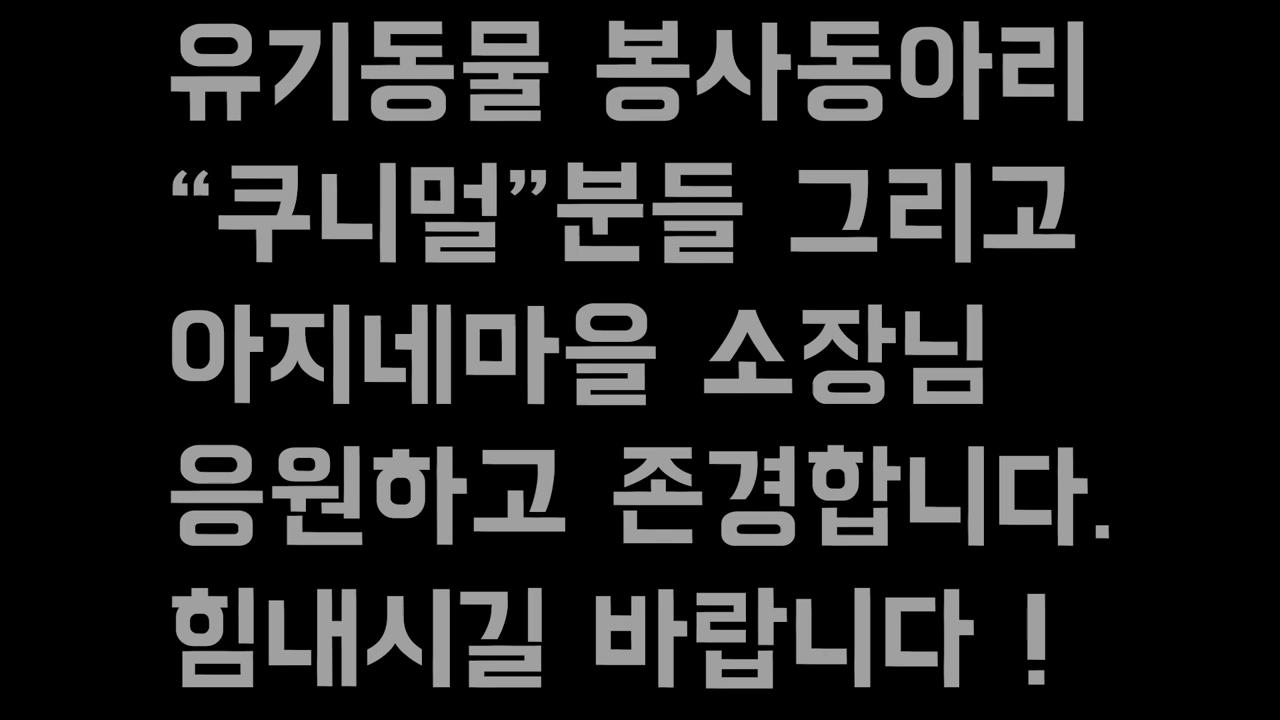 유기동물 봉사동아리
“쿠니멀”분들 그리고
아지네마을 소장님
응원하고 존경합니다.
힘내시길 바랍니다 !